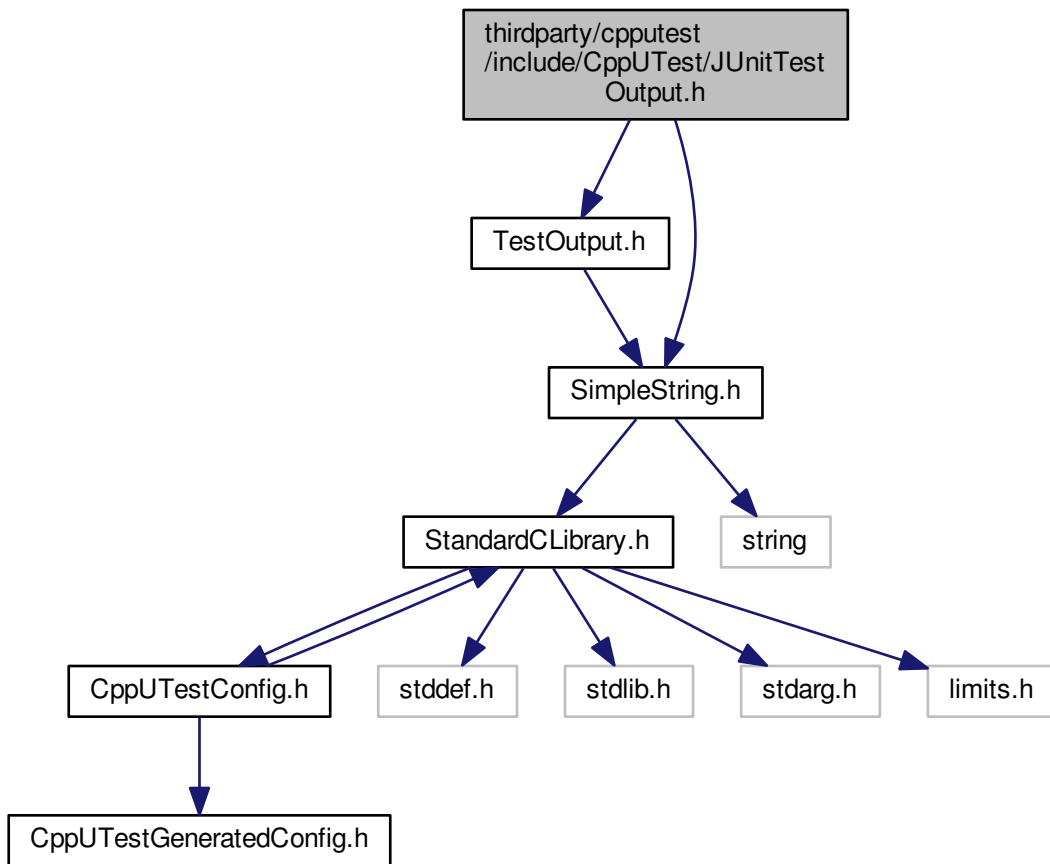 thirdparty/cpputest
/include/CppUTest/JUnitTest
Output.h
TestOutput.h
SimpleString.h
StandardCLibrary.h
string
CppUTestConfig.h
stddef.h
stdlib.h
stdarg.h
limits.h
CppUTestGeneratedConfig.h